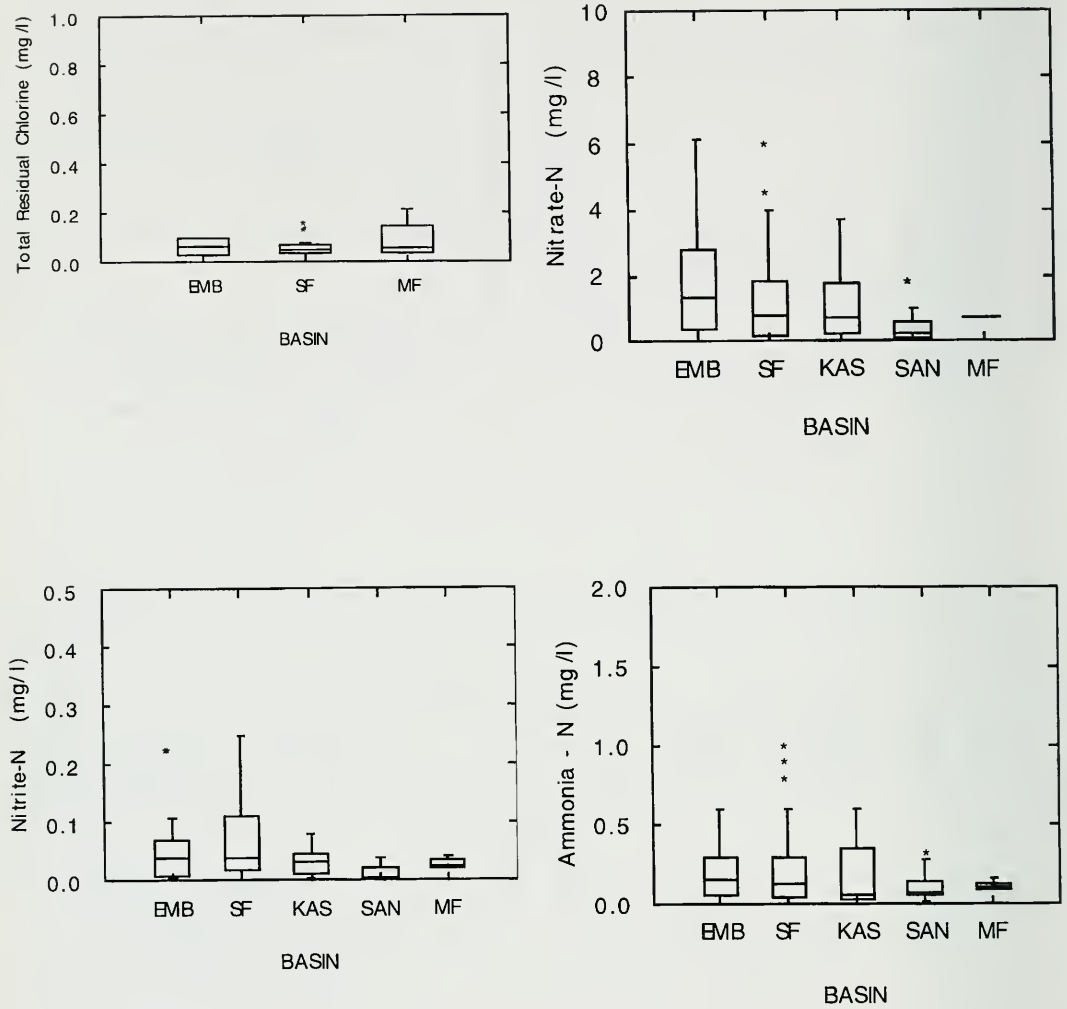 Total Residual Chlorine (mg /l)
1.0
0.8
0.6
0.4
0.2
0.0
*
*
EMB SF MF
BASIN
Nitrate-N (mg /l)
10
8
6
4
2
0
*
*
*
EMB SF KAS SAN MF
BASIN
Nitrite-N (mg/ l)
0.5
0.4
0.3
0.2
0.1
0.0
*
EMB SF KAS SAN MF
BASIN
Ammonia - N (mg /l)
2.0
1.5
1.0
0.5
0.0
*
*
*
*
EMB SF KAS SAN MF
BASIN